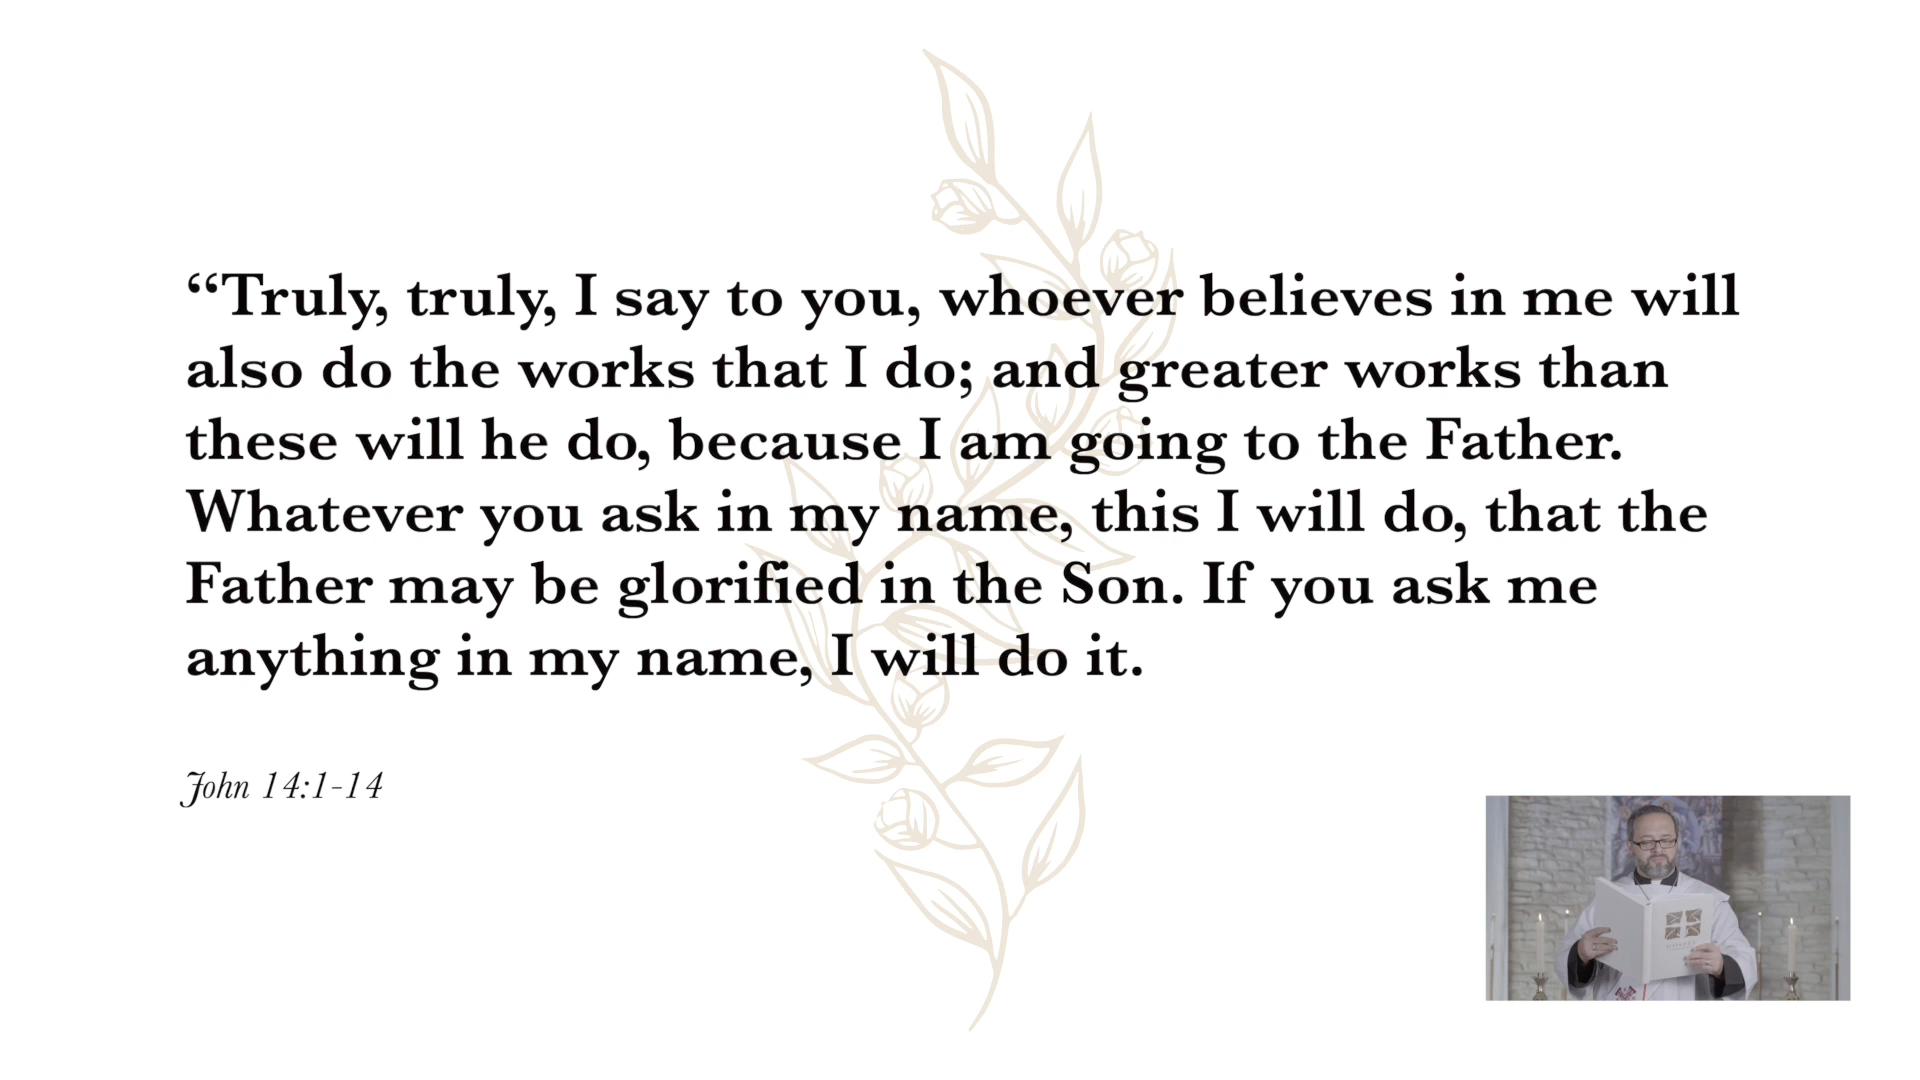 “Truly, truly, I say to you, whoever believes in me will
also do the works that I do; and greater works than
these will he do, because I am going to the Father.
Whatever you ask in my name, this I will do, that the
Father may be glorified in the Son. If you ask me
anything in my name, I will do it.
John 14:1-14